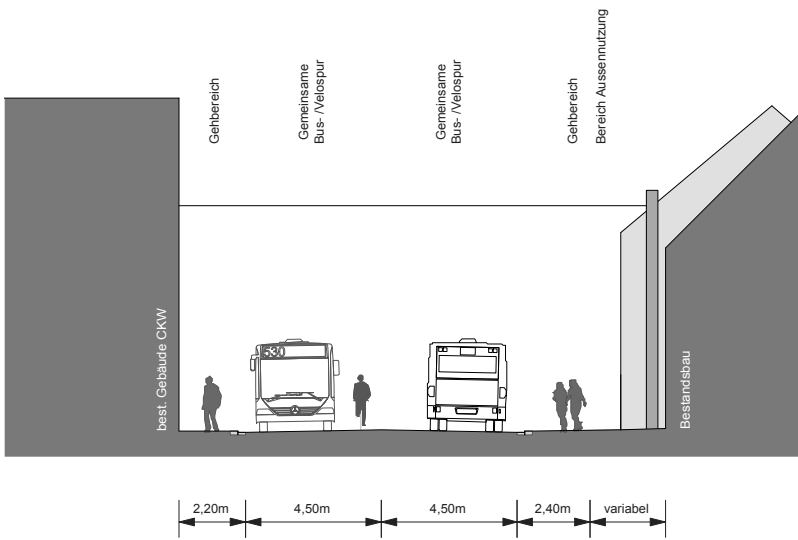 Gehbereich
Gemeinsame
Bus- /Velospur
Gemeinsame
Bus- /Velospur
Gehbereich
Bereich Aussennutzung
best. Gebäude CKW
530
Bestandsbau
2,20m
4,50m
4,50m
2,40m
variabel